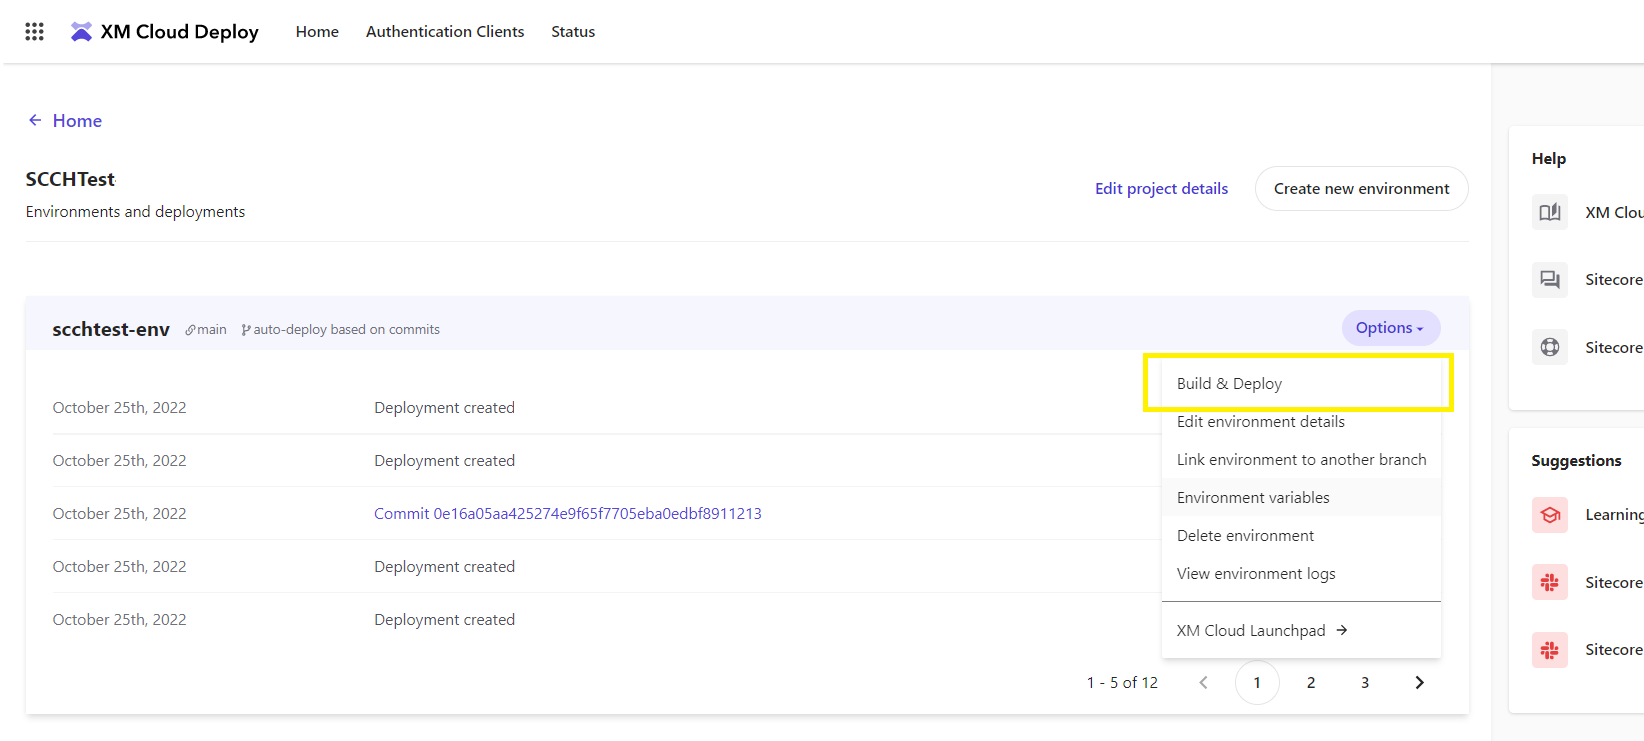 XM Cloud Deploy Home Authentication Clients Status
Home
SCCHTest
Environments and deployments
Edit project details Create new environment
scchtest-env main auto-deploy based on commits Options
October 25th, 2022 Deployment created
October 25th, 2022 Deployment created
October 25th, 2022 Commit 0e16a05aa425274e9f65f7705eba0edbf8911213
October 25th, 2022 Deployment created
October 25th, 2022 Deployment created
Build & Deploy
Edit environment details
Link environment to another branch
Environment variables
Delete environment
View environment logs
XM Cloud Launchpad
1 - 5 of 12 1 2 3
Help
XM Clou
Sitecore
Sitecore
Suggestions
Learning
Sitecore
Sitecore